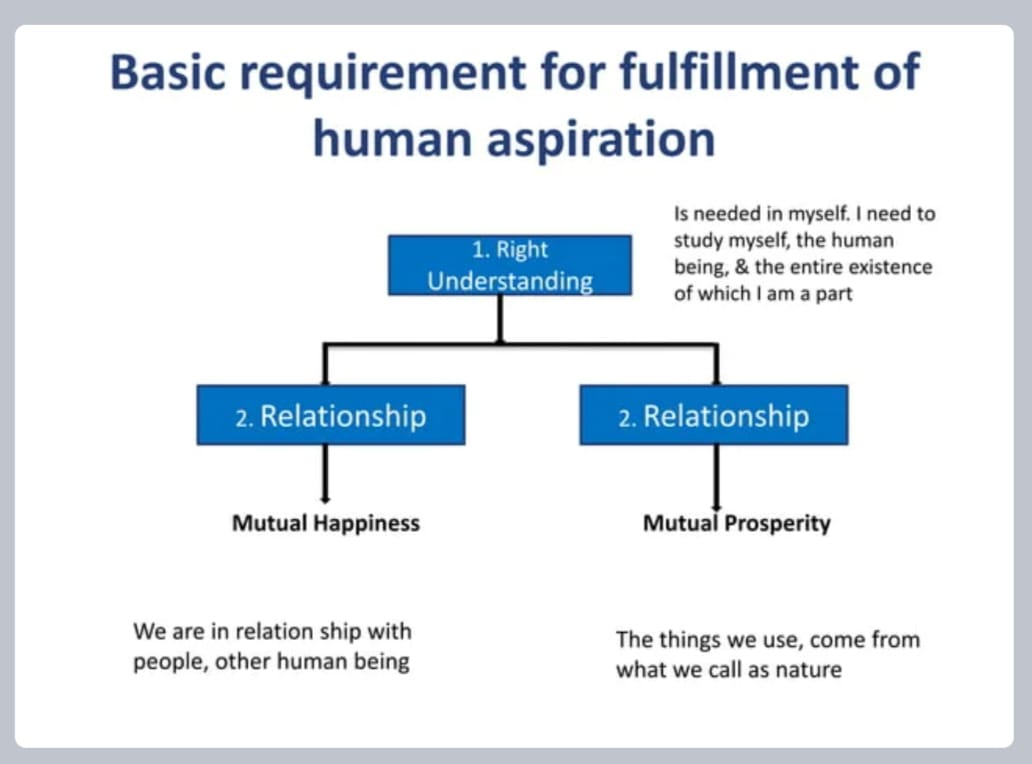 Basic requirement for fulfillment of
human aspiration
Is needed in myself. I need to
study myself, the human
being, & the entire existence
of which I am a part
1. Right
Understanding
2. Relationship
2. Relationship
Mutual Happiness
Mutual Prosperity
We are in relation ship with
people, other human being
The things we use, come from
what we call as nature